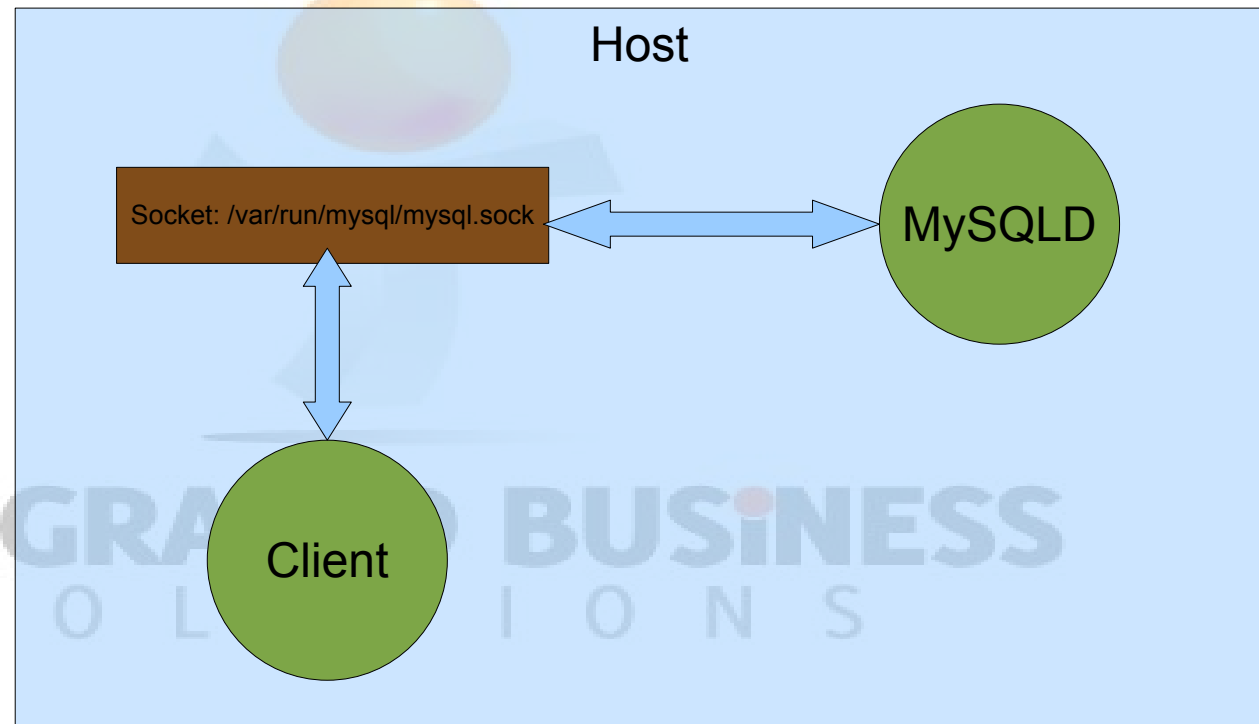 Host
Socket: /var/run/mysql/mysql.sock
MySQLD
Client
BUSiNESS
I O N S